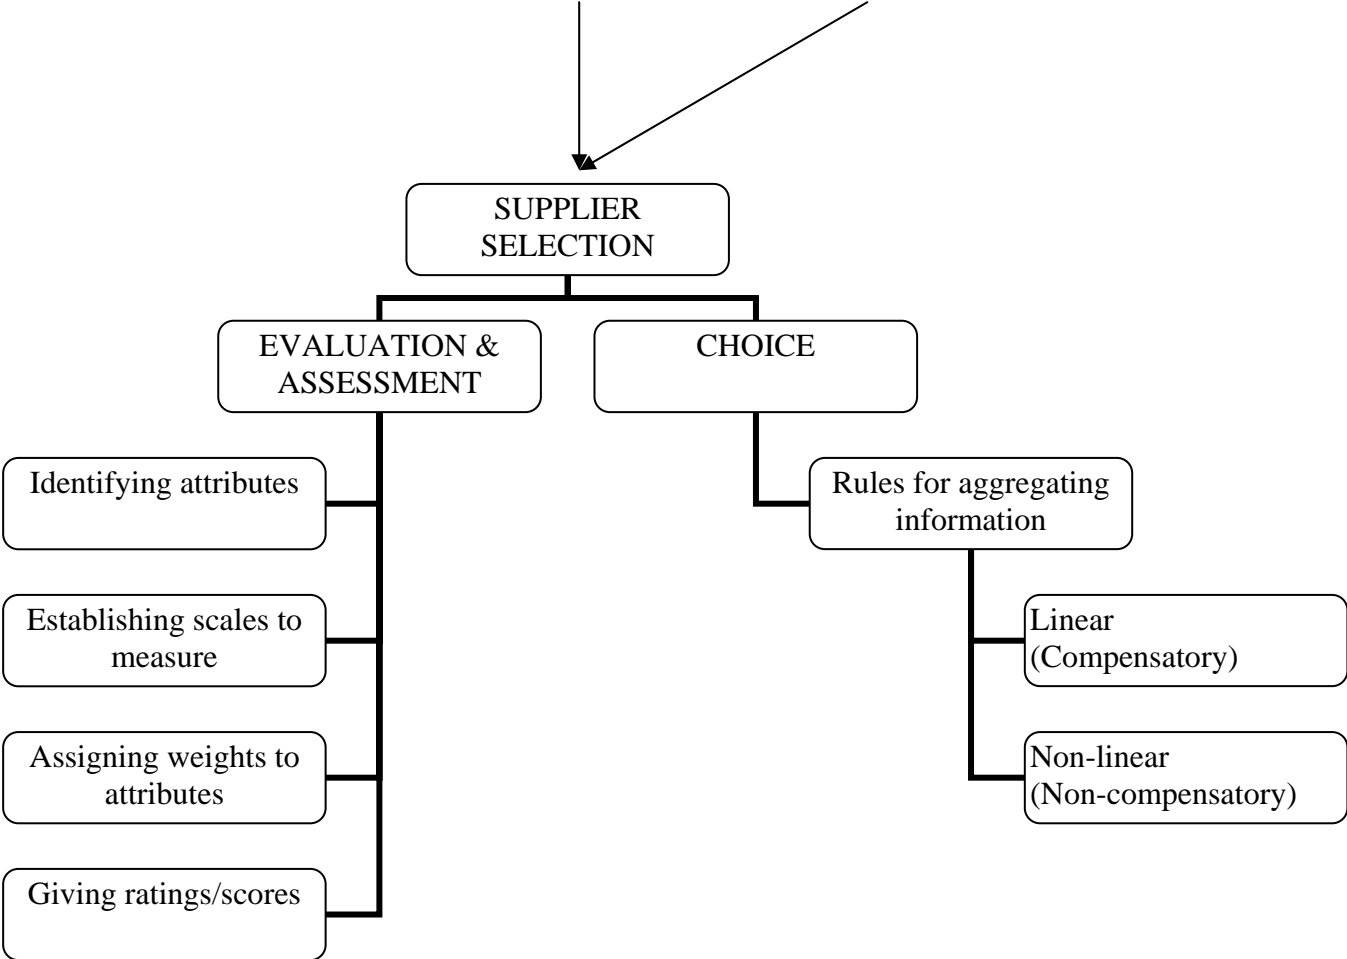 SUPPLIER
SELECTION
EVALUATION &
ASSESSMENT
CHOICE
Identifying attributes
Establishing scales to
measure
Assigning weights to
attributes
Giving ratings/scores
Rules for aggregating
information
Linear
(Compensatory)
Non-linear
(Non-compensatory)